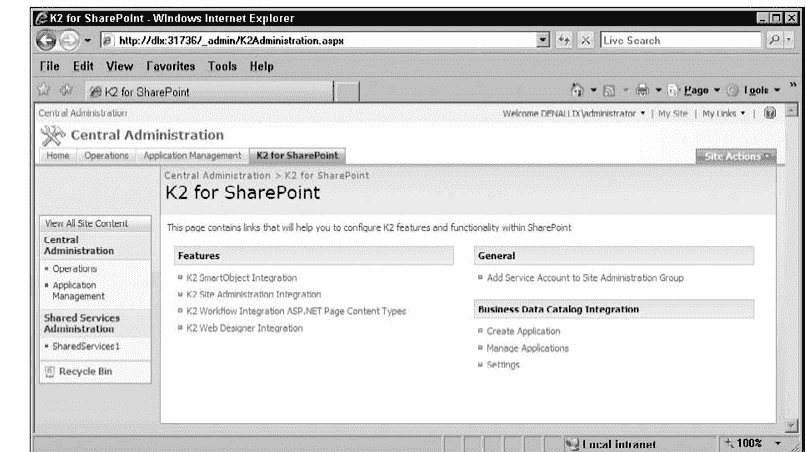 K2 for SharePoint - Windows Internet Explorer
http://dlx:31736/_admin/K2Administration.aspx
Live Search
File Edit View Favorites Tools Help
K2 for SharePoint
Page Tools »
Central Administration
Welcome DENALLIX\administrator | My Site | My Links |
Central Administration
Home Operations Application Management K2 for SharePoint
Site Actions
Central Administration > K2 for SharePoint
K2 for SharePoint
View All Site Content
Central
Administration
Operations
Application
Management
Shared Services
Administration
SharedServices1
Recycle Bin
This page contains links that will help you to configure K2 features and functionality within SharePoint
Features
K2 SmartObject Integration
K2 Site Administration Integration
K2 Workflow Integration ASP.NET Page Content Types
K2 Web Designer Integration
General
Add Service Account to Site Administration Group
Business Data Catalog Integration
Create Application
Manage Applications
Settings
Local intranet
100%